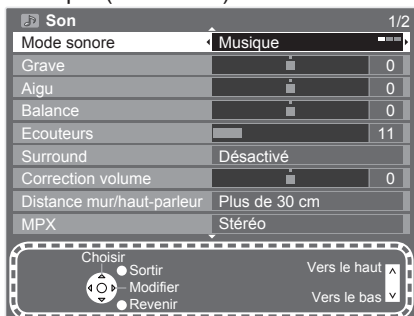 Son 1/2
Mode sonore Musique
Grave 0
Aigu 0
Balance 0
Ecouteurs 11
Surround Désactivé
Correction volume 0
Distance mur/haut-parleur Plus de 30 cm
MPX Stéréo
Choisir
Sortir
Modifier
Revenir
Vers le haut
Vers le bas